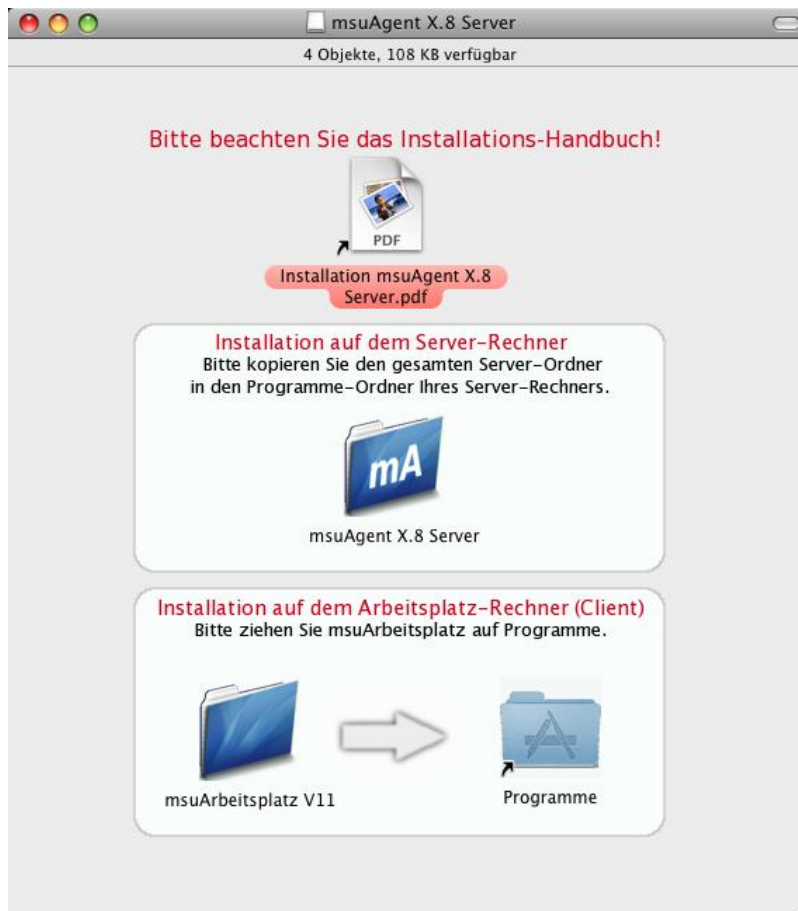 msuAgent X.8 Server
4 Objekte, 108 KB verfügbar
Bitte beachten Sie das Installations-Handbuch!
PDF
Installation msuAgent X.8
Server.pdf
Installation auf dem Server-Rechner
Bitte kopieren Sie den gesamten Server-Ordner
in den Programme-Ordner Ihres Server-Rechners.
mA
msuAgent X.8 Server
Installation auf dem Arbeitsplatz-Rechner (Client)
Bitte ziehen Sie msuArbeitsplatz auf Programme.
msuArbeitsplatz V11
Programme